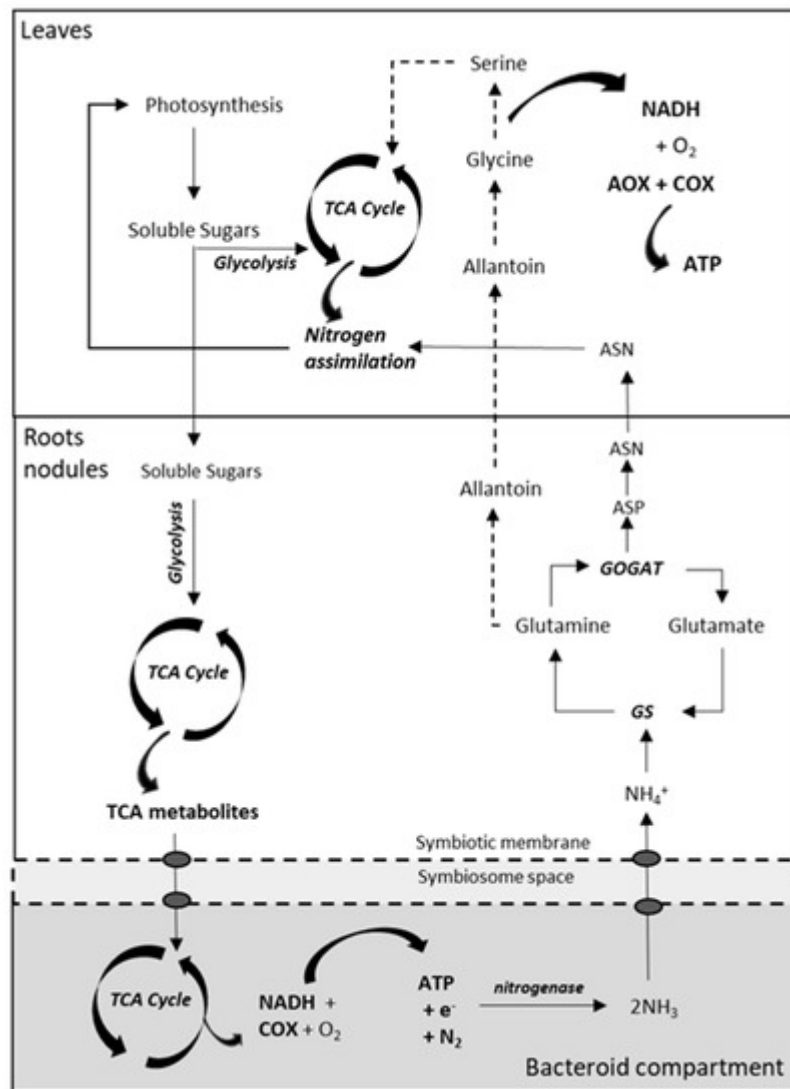 Leaves
Serine
Photosynthesis
NADH
+ O₂
AOX + COX
ATP
Glycine
TCA Cycle
Soluble Sugars
Glycolysis
Allantoin
Nitrogen
assimilation
ASN
Roots
nodules
Soluble Sugars
Glycolysis
ASN
Allantoin
ASP
GOGAT
Glutamine
Glutamate
TCA Cycle
GS
TCA metabolites
NH₄⁺
Symbiotic membrane
Symbiosome space
TCA Cycle
NADH +
COX + O₂
ATP
+ e⁻
+ N₂
nitrogenase
2NH₃
Bacteroid compartment